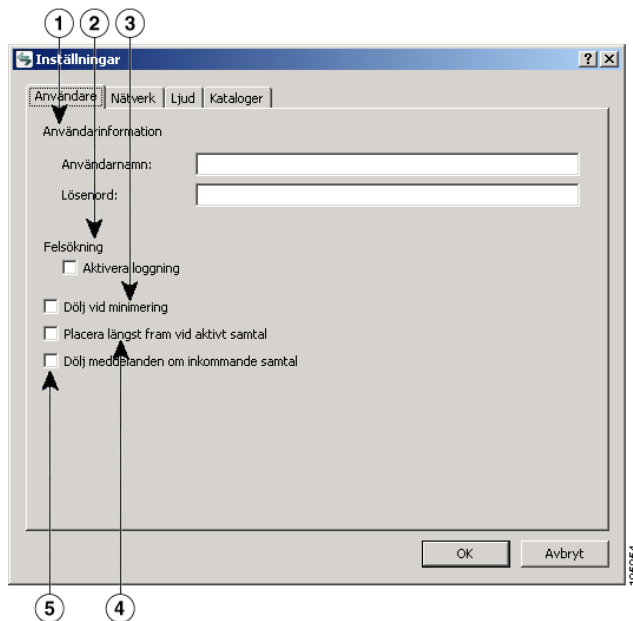 1 2 3
Inställningar
Användare Nätverk Ljud Kataloger
Användarinformation
Användarnamn:
Lösenord:
Felsökning
Aktivera loggning
Dölj vid minimering
Placera längst fram vid aktivt samtal
Dölj meddelanden om inkommande samtal
OK Avbryt
5 4